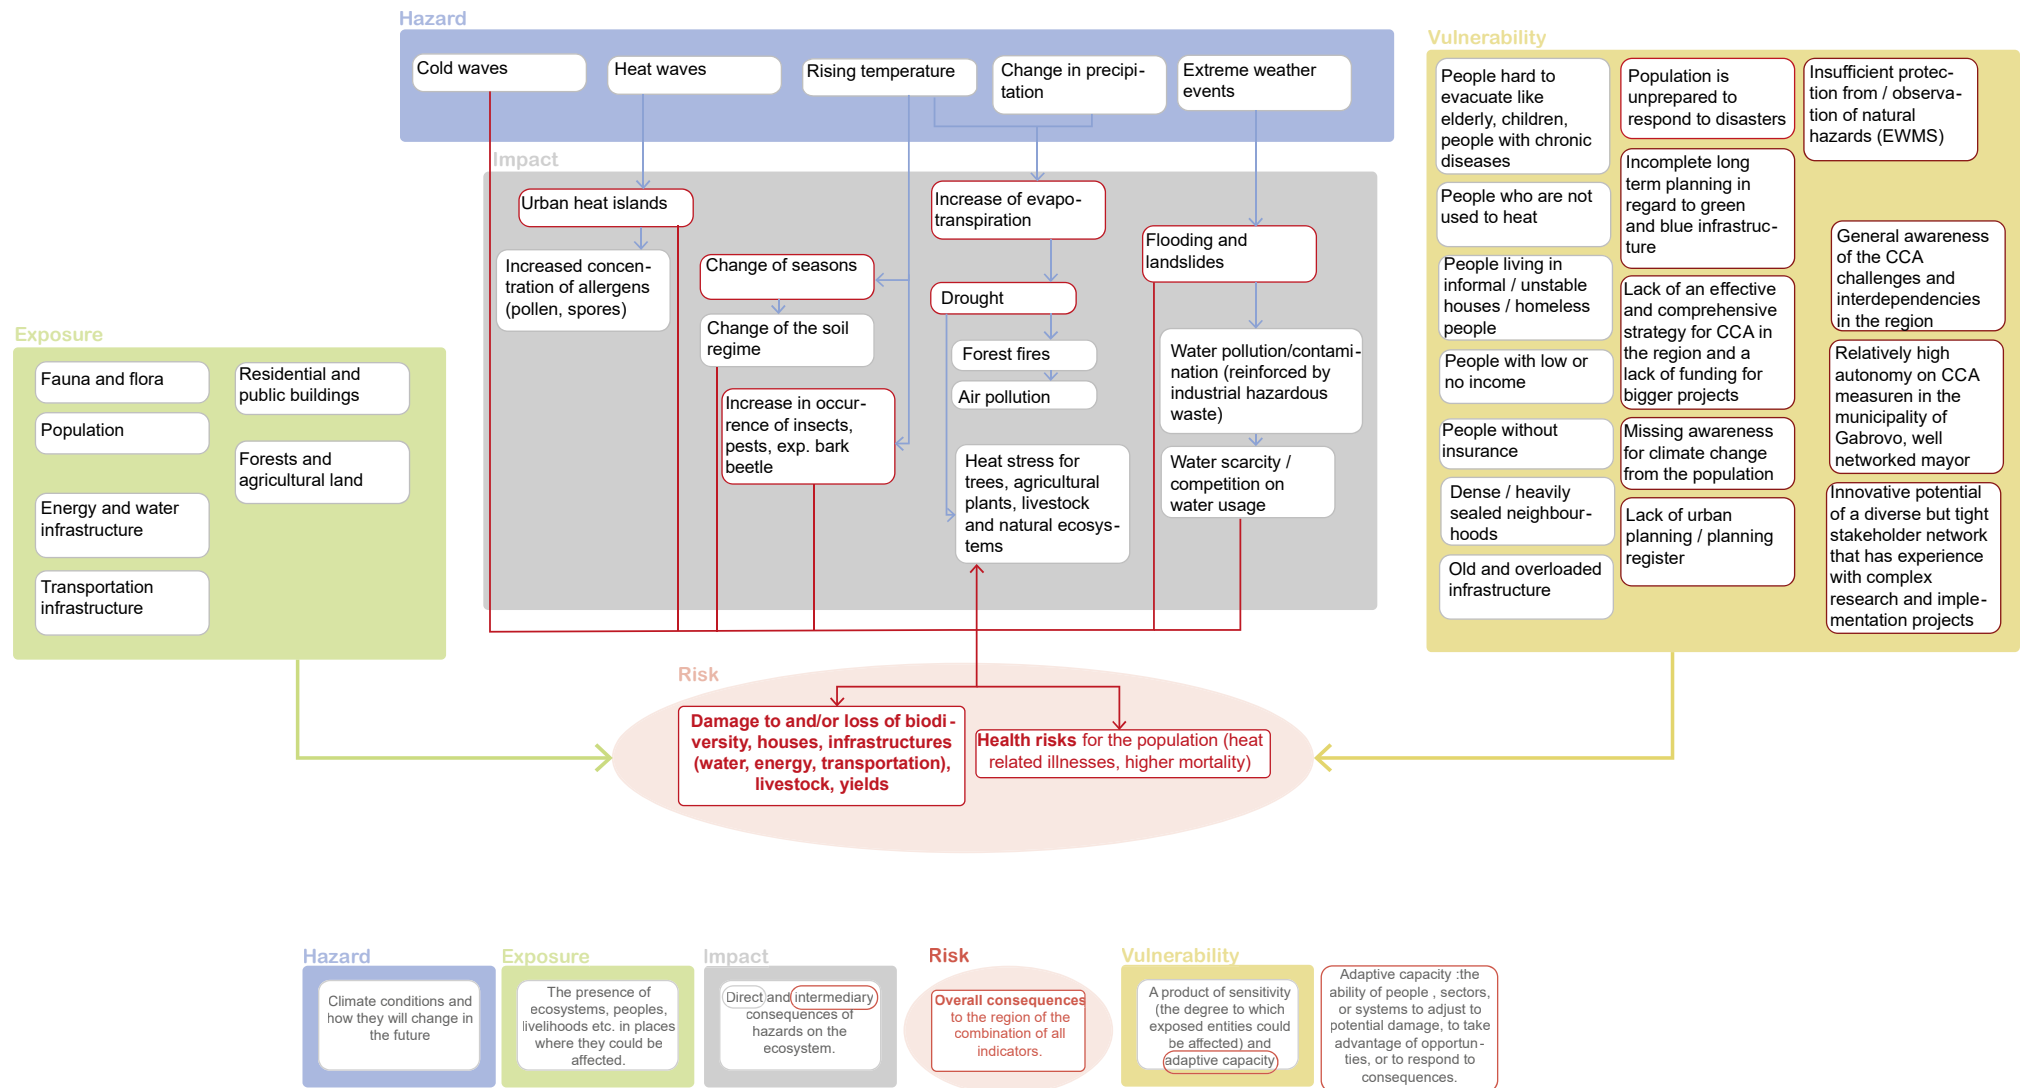 Hazard
Cold waves
Heat waves
Rising temperature
Change in precipi-
tation
Extreme weather
events
Impact
Urban heat islands
Increased concen-
tration of allergens
(pollen, spores)
Change of seasons
Change of the soil
regime
Increase in occur-
rence of insects,
pests, exp. bark
beetle
Increase of evapo-
transpiration
Drought
Forest fires
Air pollution
Heat stress for
trees, agricultural
plants, livestock
and natural ecosys-
tems
Flooding and
landslides
Water pollution/contami-
nation (reinforced by
industrial hazardous
waste)
Water scarcity /
competition on
water usage
Exposure
Fauna and flora
Population
Energy and water
infrastructure
Transportation
infrastructure
Residential and
public buildings
Forests and
agricultural land
Vulnerability
People hard to
evacuate like
elderly, children,
people with chronic
diseases
People who are not
used to heat
People living in
informal / unstable
houses / homeless
people
People with low or
no income
People without
insurance
Dense / heavily
sealed neighbour-
hoods
Old and overloaded
infrastructure
Population is
unprepared to
respond to disasters
Incomplete long
term planning in
regard to green
and blue infrastruc-
ture
Lack of an effective
and comprehensive
strategy for CCA in
the region and a
lack of funding for
bigger projects
Missing awareness
for climate change
from the population
Lack of urban
planning / planning
register
Insufficient protec-
tion from / observa-
tion of natural
hazards (EWMS)
General awareness
of the CCA
challenges and
interdependencies
in the region
Relatively high
autonomy on CCA
measuren in the
municipality of
Gabrovo, well
networked mayor
Innovative potential
of a diverse but tight
stakeholder network
that has experience
with complex
research and imple-
mentation projects
Risk
Damage to and/or loss of biodi-
versity, houses, infrastructures
(water, energy, transportation),
livestock, yields
Health risks for the population (heat
related illnesses, higher mortality)
Hazard
Climate conditions and
how they will change in
the future
Exposure
The presence of
ecosystems, peoples,
livelihoods etc. in places
where they could be
affected.
Impact
Direct and intermediary
consequences of
hazards on the
ecosystem.
Risk
Overall consequences
to the region of the
combination of all
indicators.
Vulnerability
A product of sensitivity
(the degree to which
exposed entities could
be affected) and
adaptive capacity
Adaptive capacity :the
ability of people , sectors,
or systems to adjust to
potential damage, to take
advantage of opportun-
ties, or to respond to
consequences.